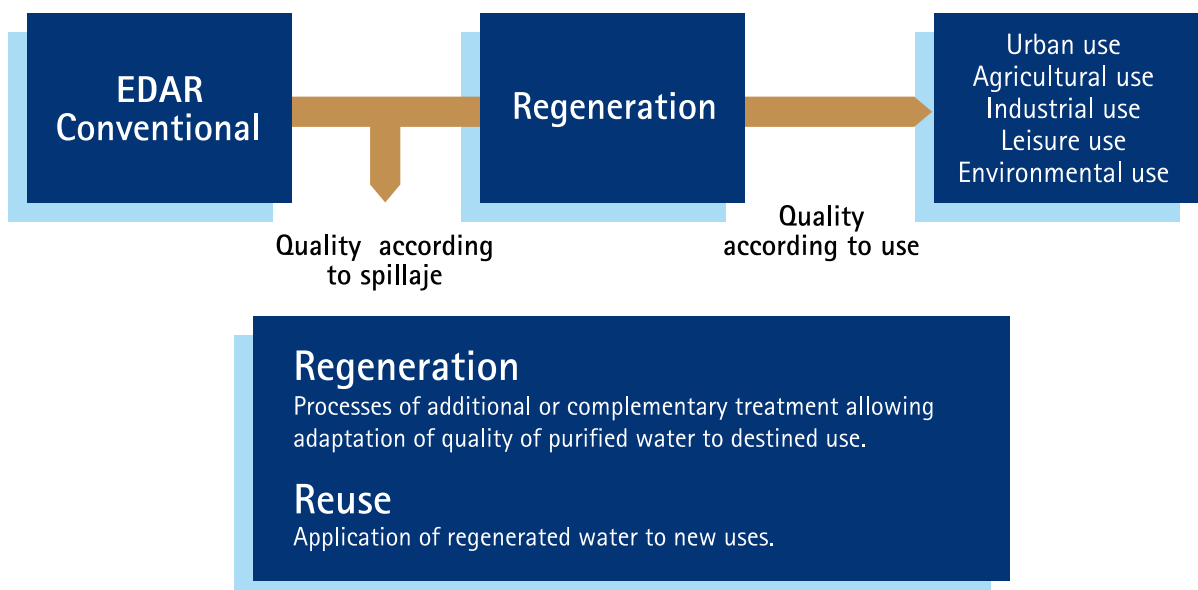 EDAR
Conventional
Regeneration
Urban use
Agricultural use
Industrial use
Leisure use
Environmental use
Quality according
to spillaje
Quality
according to use
Regeneration
Processes of additional or complementary treatment allowing
adaptation of quality of purified water to destined use.
Reuse
Application of regenerated water to new uses.